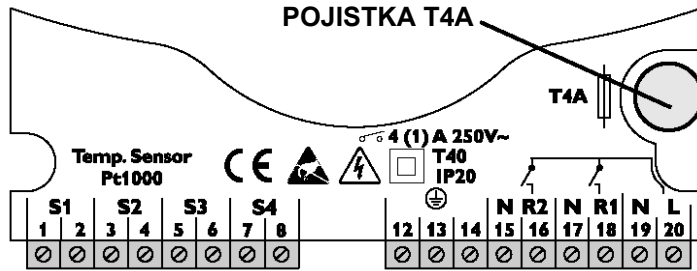 POJISTKA T4A
T4A
4 (1) A 250V~
Temp. Sensor
Pt1000
CE
T40
IP20
S1 S2 S3 S4
N R2 N R1 N L
1 2 3 4 5 6 7 8 12 13 14 15 16 17 18 19 20